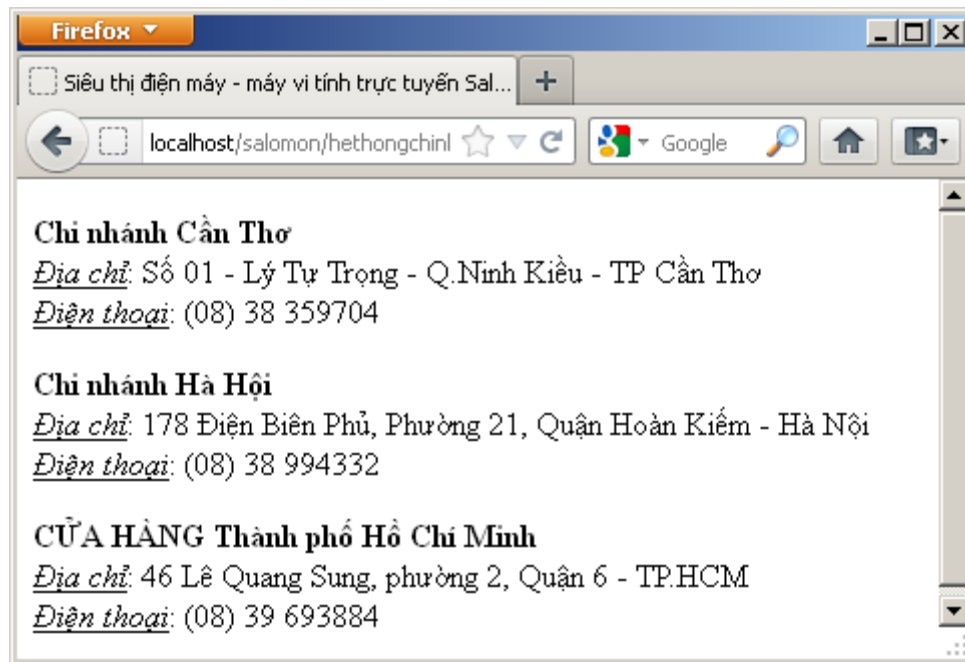 Firefox
Siêu thị điện máy - máy vi tính trực tuyến Sal...
localhost/salomon/hethongchinl
Google
Chi nhánh Cần Thơ
Địa chỉ: Số 01 - Lý Tự Trọng - Q.Ninh Kiều - TP Cần Thơ
Điện thoại: (08) 38 359704
Chi nhánh Hà Hội
Địa chỉ: 178 Điện Biên Phủ, Phường 21, Quận Hoàn Kiếm - Hà Nội
Điện thoại: (08) 38 994332
CỬA HÀNG Thành phố Hồ Chí Minh
Địa chỉ: 46 Lê Quang Sung, phường 2, Quận 6 - TP.HCM
Điện thoại: (08) 39 693884